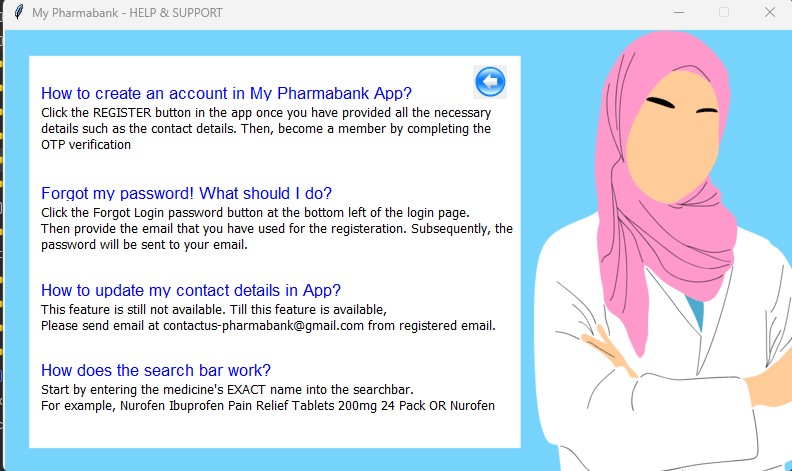 My Pharmabank - HELP & SUPPORT
How to create an account in My Pharmabank App?
Click the REGISTER button in the app once you have provided all the necessary
details such as the contact details. Then, become a member by completing the
OTP verification
Forgot my password! What should I do?
Click the Forgot Login password button at the bottom left of the login page.
Then provide the email that you have used for the registeration. Subsequently, the
password will be sent to your email.
How to update my contact details in App?
This feature is still not available. Till this feature is available,
Please send email at contactus-pharmabank@gmail.com from registered email.
How does the search bar work?
Start by entering the medicine's EXACT name into the searchbar.
For example, Nurofen Ibuprofen Pain Relief Tablets 200mg 24 Pack OR Nurofen